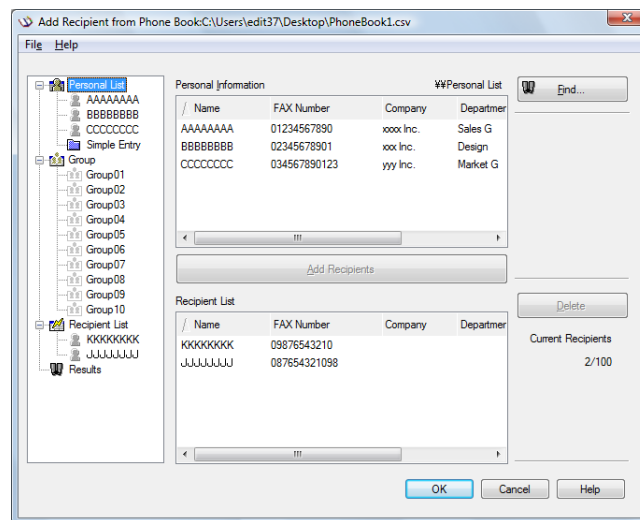 Add Recipient from Phone Book:C:\Users\edit37\Desktop\PhoneBook1.csv
File Help
Personal List
AAAAAAAA
BBBBBBBB
CCCCCCCC
Simple Entry
Group
Group01
Group02
Group03
Group04
Group05
Group06
Group07
Group08
Group09
Group10
Recipient List
KKKKKKKK
JJJJJJJJ
Results
Personal Information ¥¥Personal List
Name FAX Number Company Departmer
AAAAAAAA 01234567890 xxxx Inc. Sales G
BBBBBBBB 02345678901 xxx Inc. Design
CCCCCCCC 034567890123 yyy Inc. Market G
Add Recipients
Recipient List
Name FAX Number Company Departmer
KKKKKKKK 09876543210
JJJJJJJJ 087654321098
Find...
Delete
Current Recipients
2/100
OK Cancel Help